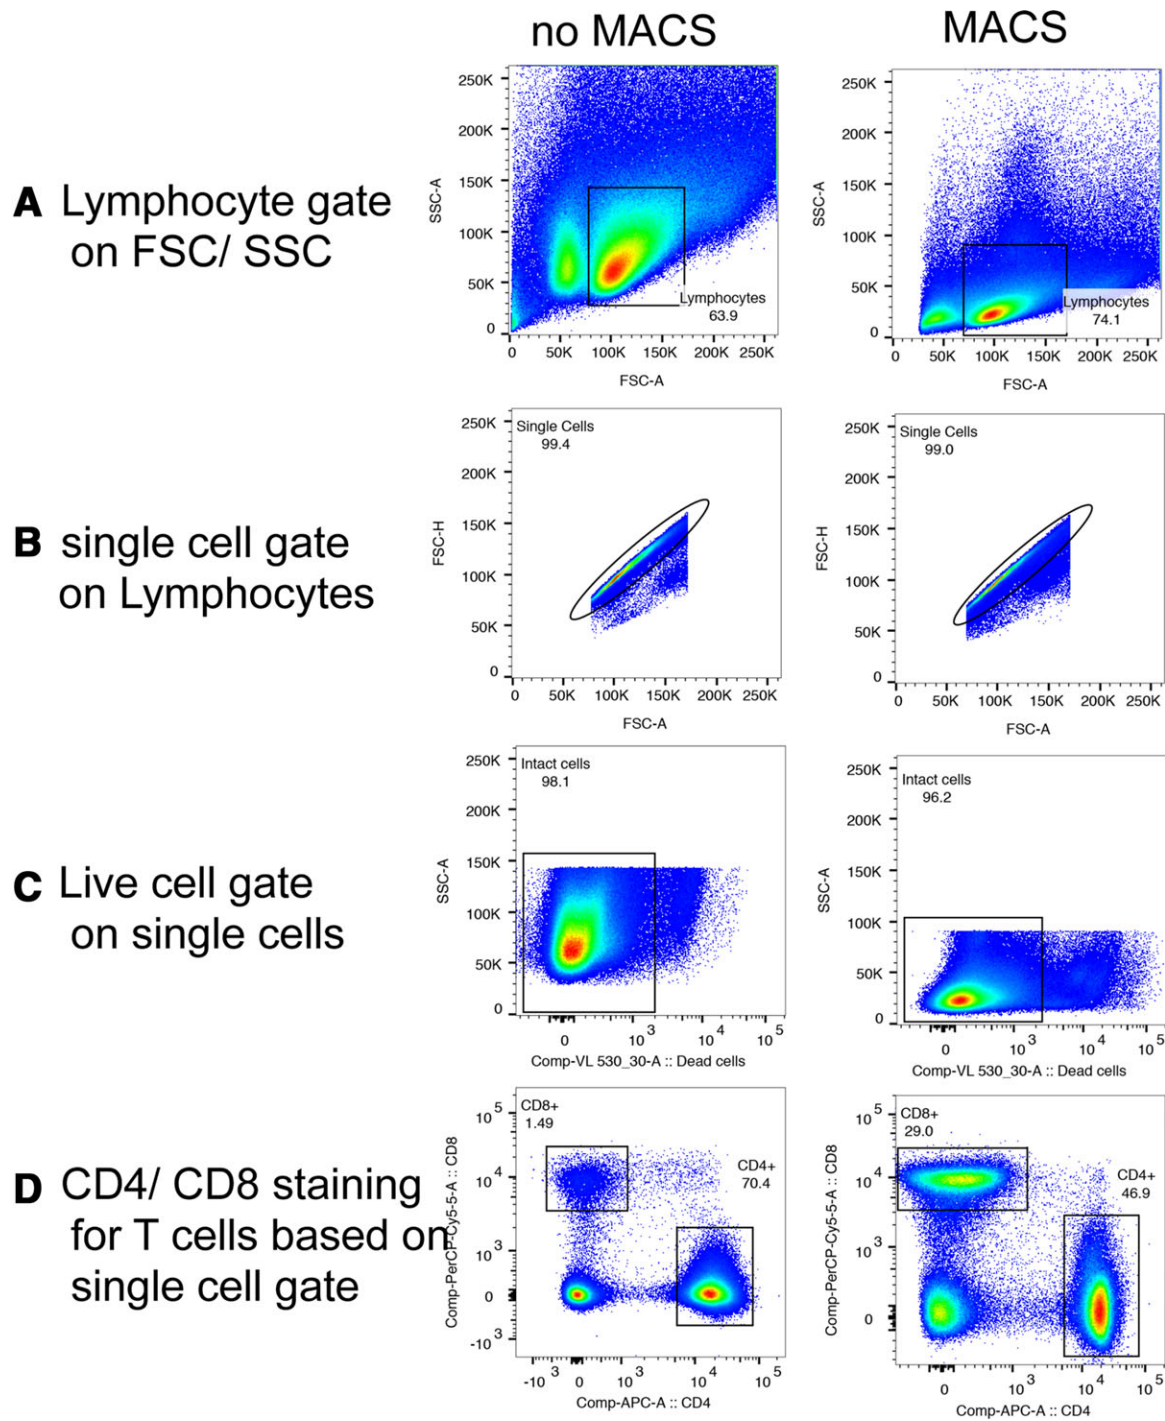 no MACS
MACS
A Lymphocyte gate
on FSC/ SSC
250K
200K
150K
100K
50K
0
SSC-A
Lymphocytes
63.9
0 50K 100K 150K 200K 250K
FSC-A
250K
200K
150K
100K
50K
0
SSC-A
Lymphocytes
74.1
0 50K 100K 150K 200K 250K
FSC-A
B single cell gate
on Lymphocytes
250K
200K
150K
100K
50K
0
FSC-H
Single Cells
99.4
0 50K 100K 150K 200K 250K
FSC-A
250K
200K
150K
100K
50K
0
FSC-H
Single Cells
99.0
0 50K 100K 150K 200K 250K
FSC-A
C Live cell gate
on single cells
250K
200K
150K
100K
50K
0
SSC-A
Intact cells
98.1
0 10 3 10 4 10 5
Comp-VL 530_30-A :: Dead cells
250K
200K
150K
100K
50K
0
SSC-A
Intact cells
96.2
0 10 3 10 4 10 5
Comp-VL 530_30-A :: Dead cells
D CD4/ CD8 staining
for T cells based on
single cell gate
10 5
10 4
10 3
0
-10 3
Comp-PerCP-Cy5-5-A :: CD8
CD8+
1.49
CD4+
70.4
-10 3 0 10 3 10 4 10 5
Comp-APC-A :: CD4
10 5
10 4
10 3
0
Comp-PerCP-Cy5-5-A :: CD8
CD8+
29.0
CD4+
46.9
0 10 3 10 4 10 5
Comp-APC-A :: CD4